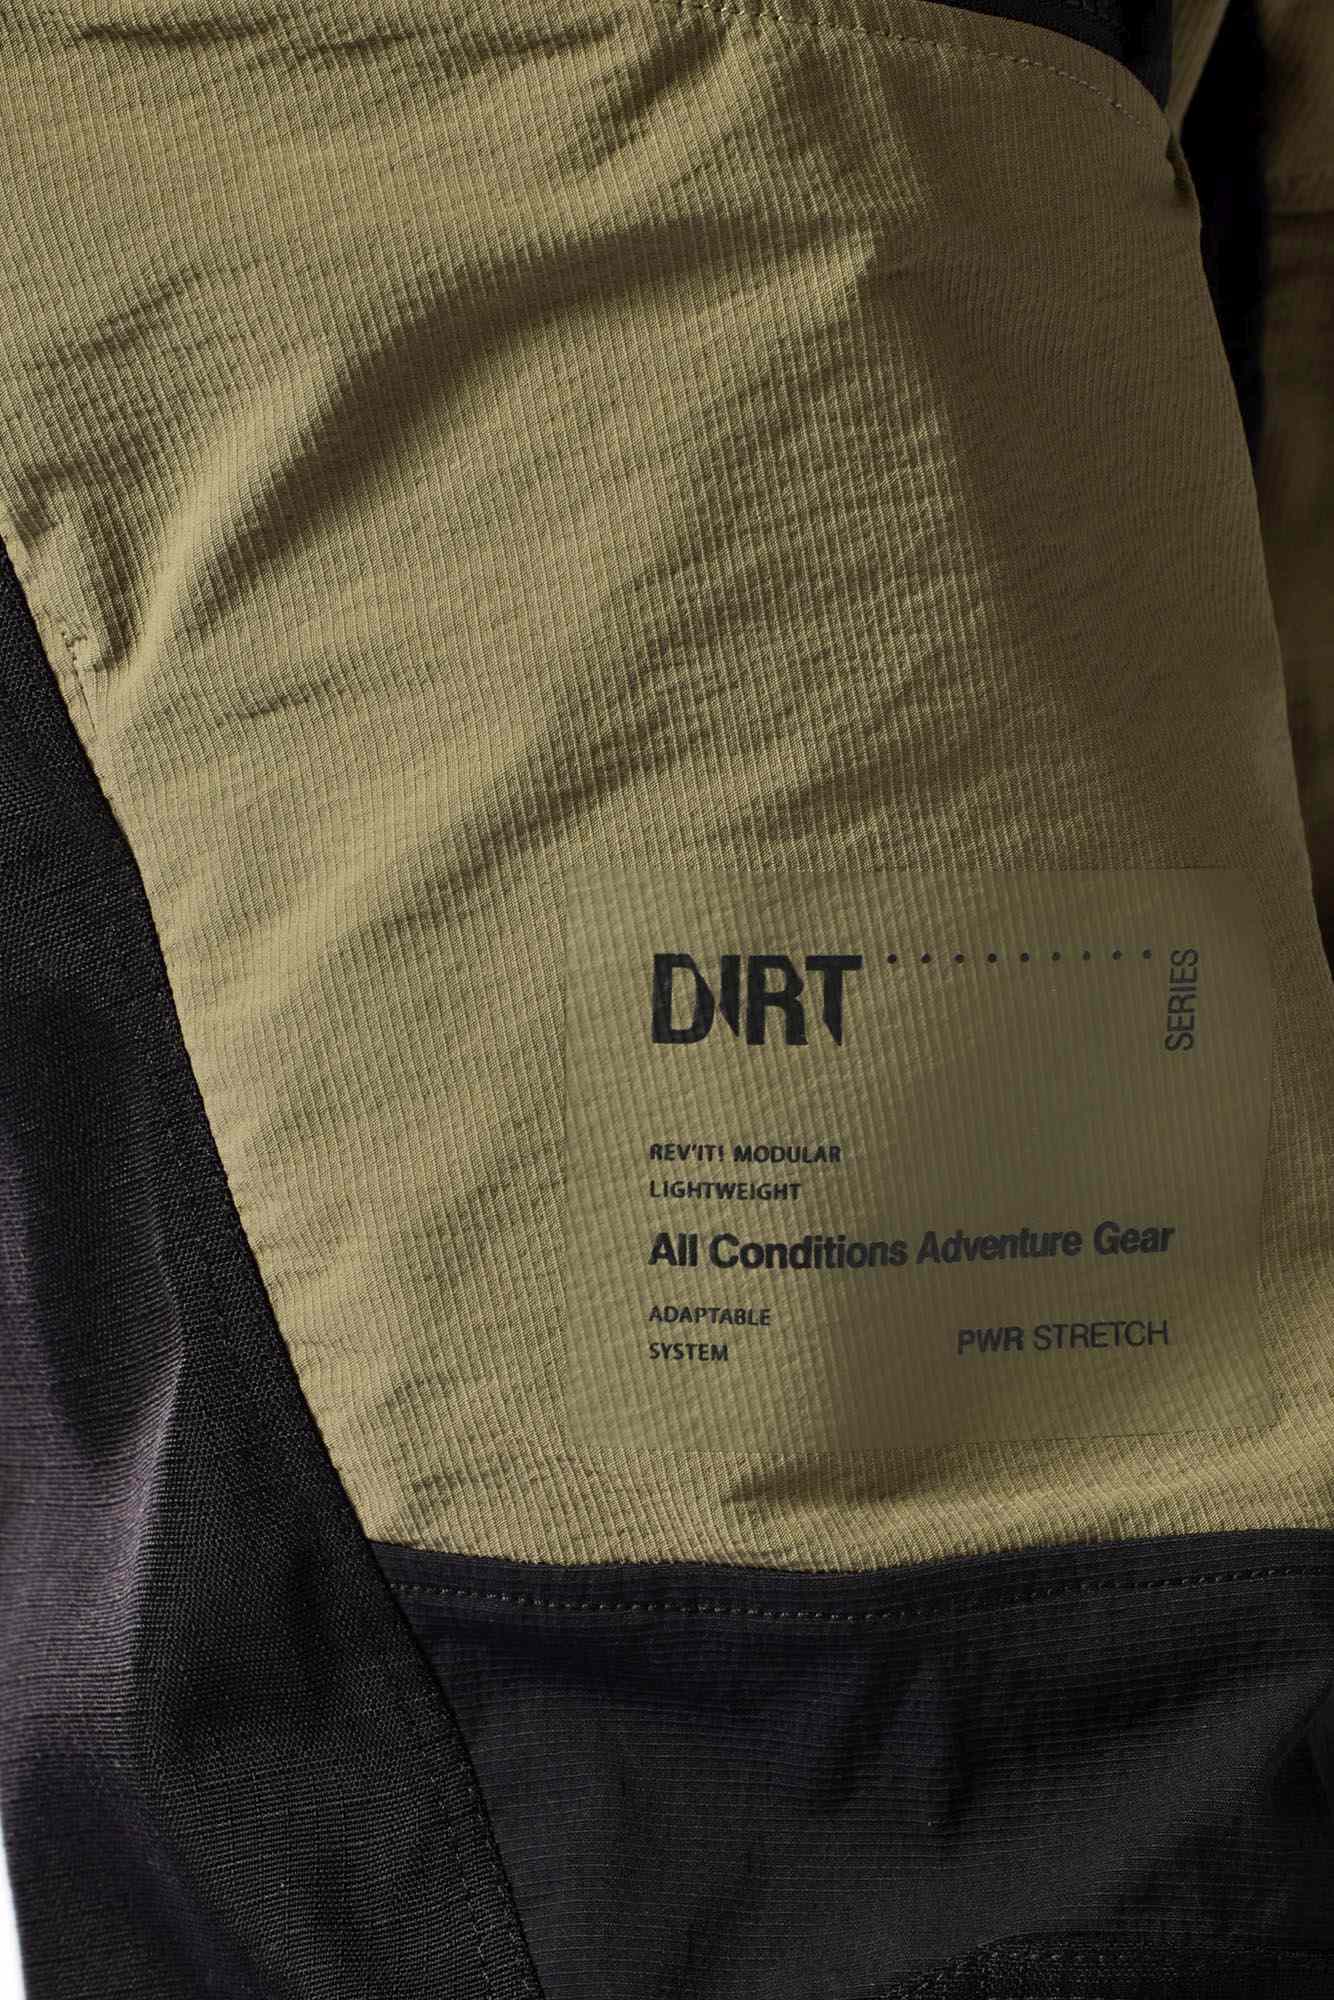 DIRT .......... SERIES
REV'IT! MODULAR
LIGHTWEIGHT
All Conditions Adventure Gear
ADAPTABLE
SYSTEM
PWR STRETCH